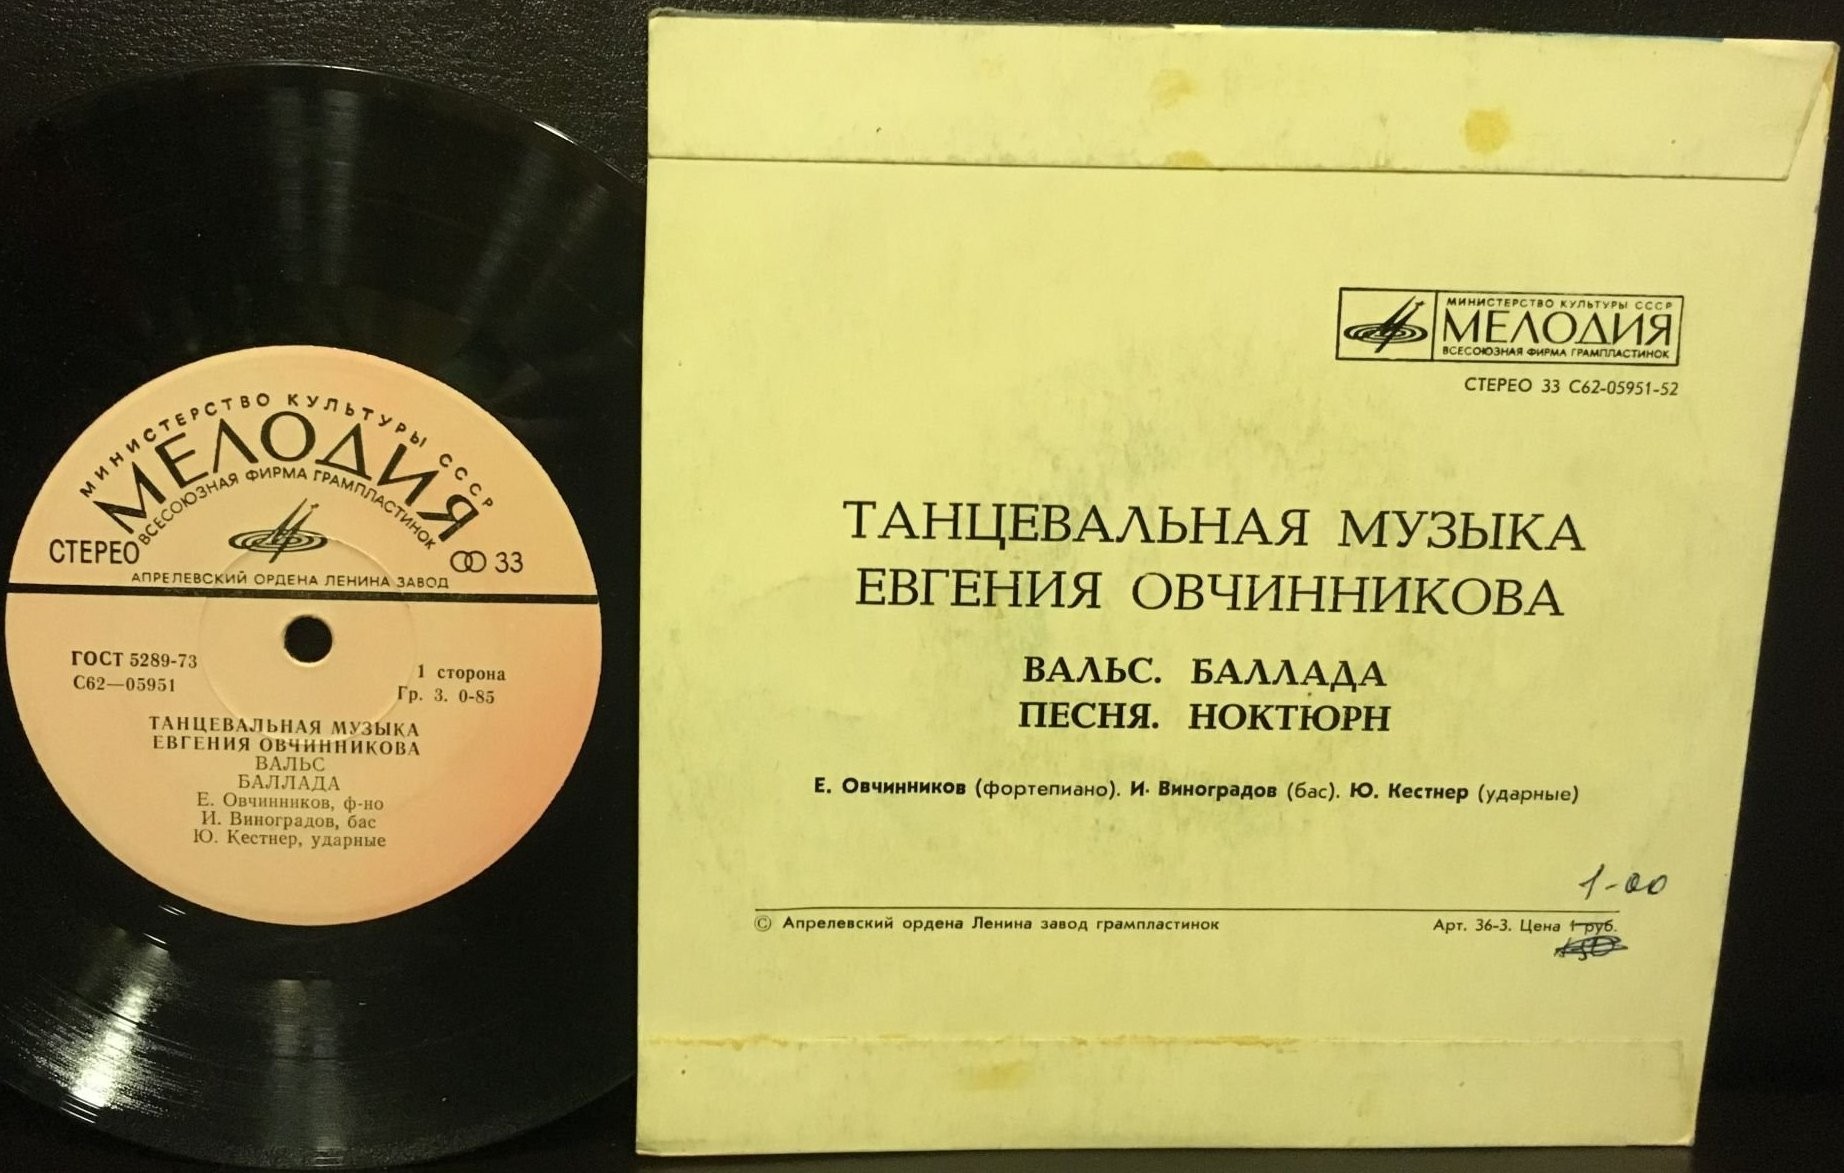 МИНИСТЕРСТВО КУЛЬТУРЫ СССР
МЕЛОДИЯ
ВСЕСОЮЗНАЯ ФИРМА ГРАМПЛАСТИНОК
СТЕРЕО 33
АПРЕЛЕВСКИЙ ОРДЕНА ЛЕНИНА ЗАВОД
ГОСТ 5289-73
С62—05951
1 сторона
Гр. 3. 0-85
ТАНЦЕВАЛЬНАЯ МУЗЫКА
ЕВГЕНИЯ ОВЧИННИКОВА
ВАЛЬС
БАЛЛАДА
Е. Овчинников, ф-но
И. Виноградов, бас
Ю. Кестнер, ударные
МИНИСТЕРСТВО КУЛЬТУРЫ СССР
МЕЛОДИЯ
ВСЕСОЮЗНАЯ ФИРМА ГРАМПЛАСТИНОК
СТЕРЕО 33 С62-05951-52
ТАНЦЕВАЛЬНАЯ МУЗЫКА
ЕВГЕНИЯ ОВЧИННИКОВА
ВАЛЬС. БАЛЛАДА
ПЕСНЯ. НОКТЮРН
Е. Овчинников (фортепиано). И. Виноградов (бас). Ю. Кестнер (ударные)
1-00
© Апрелевский ордена Ленина завод грампластинок
Арт. 36-3. Цена 1 руб.